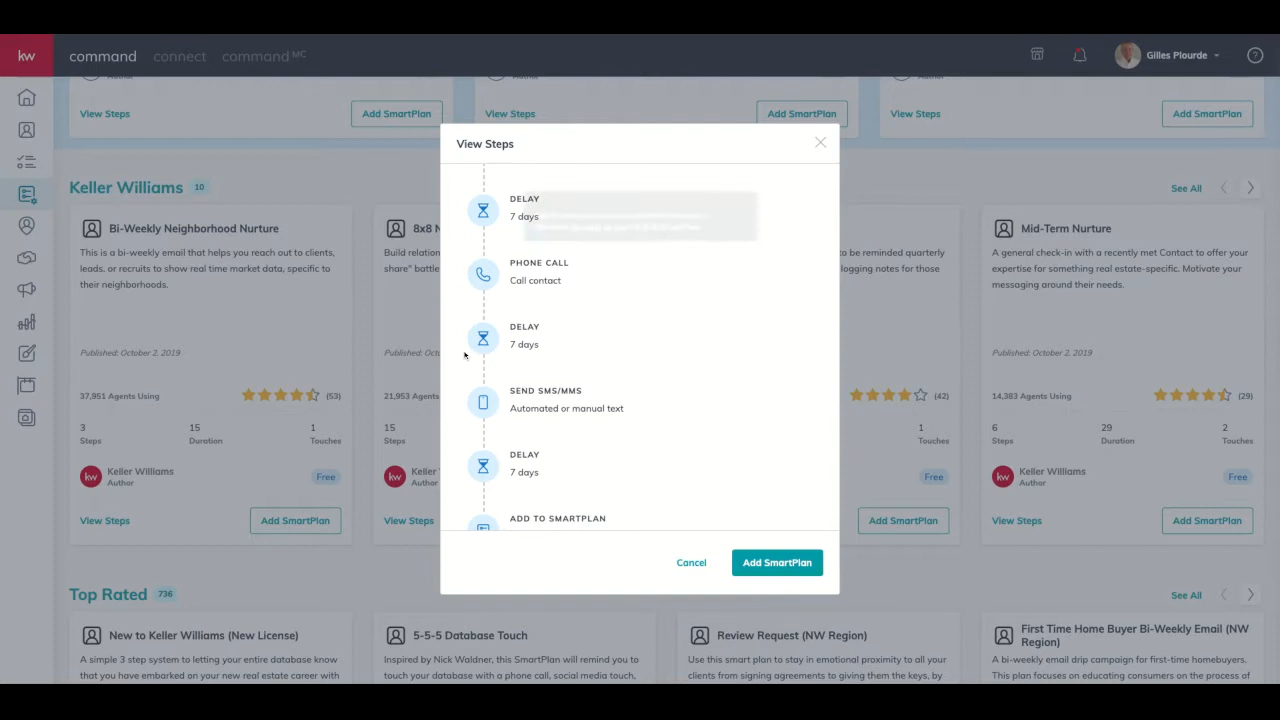 kw command connect command MC Gilles Plourde ?
View Steps Add SmartPlan View Steps Add SmartPlan View Steps Add SmartPlan
View Steps
DELAY
7 days
PHONE CALL
Call contact
DELAY
7 days
SEND SMS/MMS
Automated or manual text
DELAY
7 days
ADD TO SMARTPLAN
Cancel Add SmartPlan
Keller Williams 10 See All
Bi-Weekly Neighborhood Nurture
This is a bi-weekly email that helps you reach out to clients,
leads, or recruits to show real time market data, specific to
their neighborhoods.
Published: October 2, 2019
37,951 Agents Using (53)
3 15 1
Steps Duration Touches
kw Keller Williams
Author
Free
View Steps Add SmartPlan
8x8
Build relation
share" battle
Published: Octo
21,953 Agents
15
Steps
kw Keller
Author
View Steps
to be reminded quarterly
logging notes for those
(42)
1
Touches
Free
Add SmartPlan
Mid-Term Nurture
A general check-in with a recently met Contact to offer your
expertise for something real estate-specific. Motivate your
messaging around their needs.
Published: October 2, 2019
14,383 Agents Using (29)
6 29 2
Steps Duration Touches
kw Keller Williams
Author
Free
View Steps Add SmartPlan
Top Rated 736 See All
New to Keller Williams (New License)
A simple 3 step system to letting your entire database know
that you have embarked on your new real estate career with
5-5-5 Database Touch
Inspired by Nick Waldner, this SmartPlan will remind you to
touch your database with a phone call, social media touch,
Review Request (NW Region)
Use this smart plan to stay in emotional proximity to all your
clients from signing agreements to giving them the keys, by
First Time Home Buyer Bi-Weekly Email (NW
Region)
A bi-weekly email drip campaign for first-time homebuyers.
This plan focuses on educating consumers on the process of